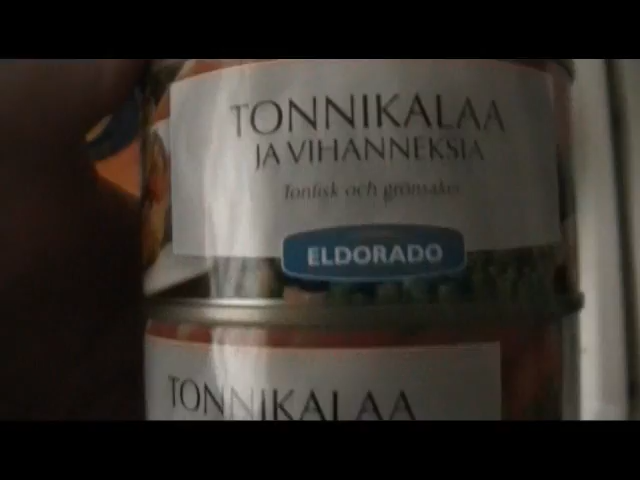 TONNIKALAA
JA VIHANNEKSIA
Tonfisk och grönsaker
ELDORADO
TONNIKALAA